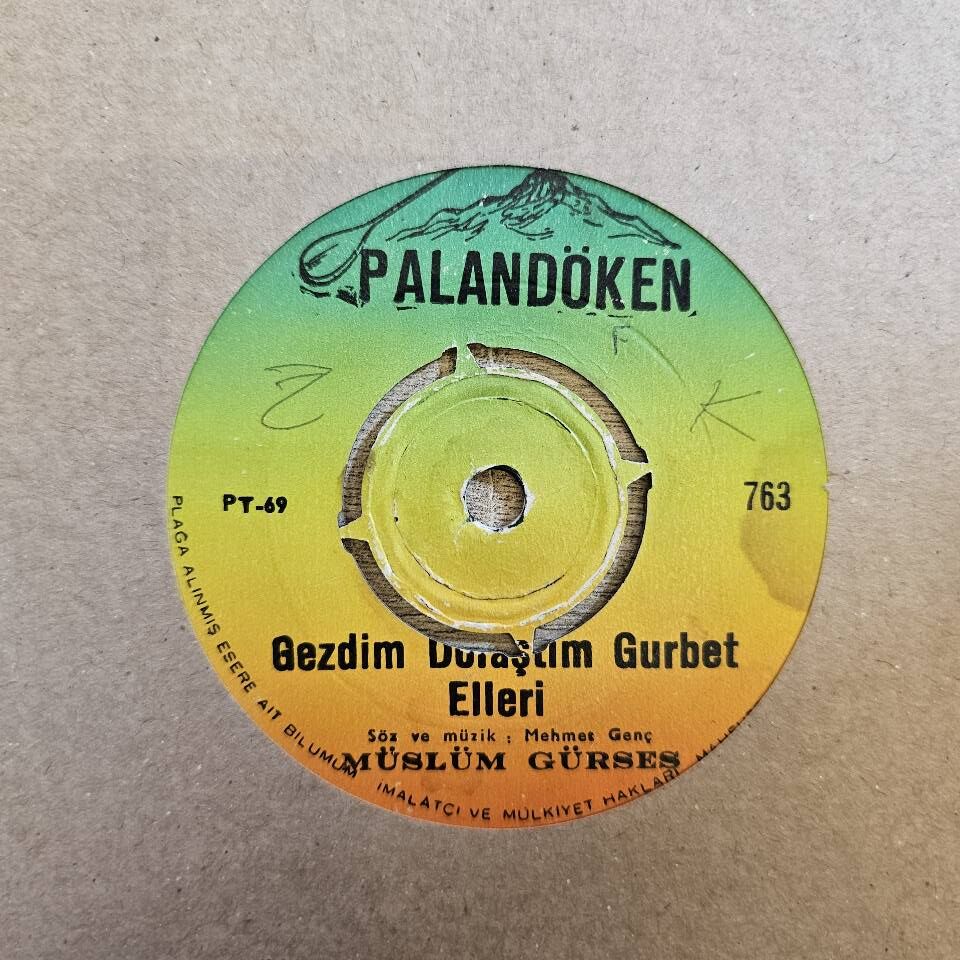 PALANDÖKEN
F
K
PT-69
763
Gezdim Dolaştım Gurbet
Elleri
Söz ve müzik : Mehmet Genç
MÜSLÜM GÜRSES
PLAGA ALINMIŞ ESERE AİT BİLUMUM İMALATÇI VE MÜLKİYET HAKLARI